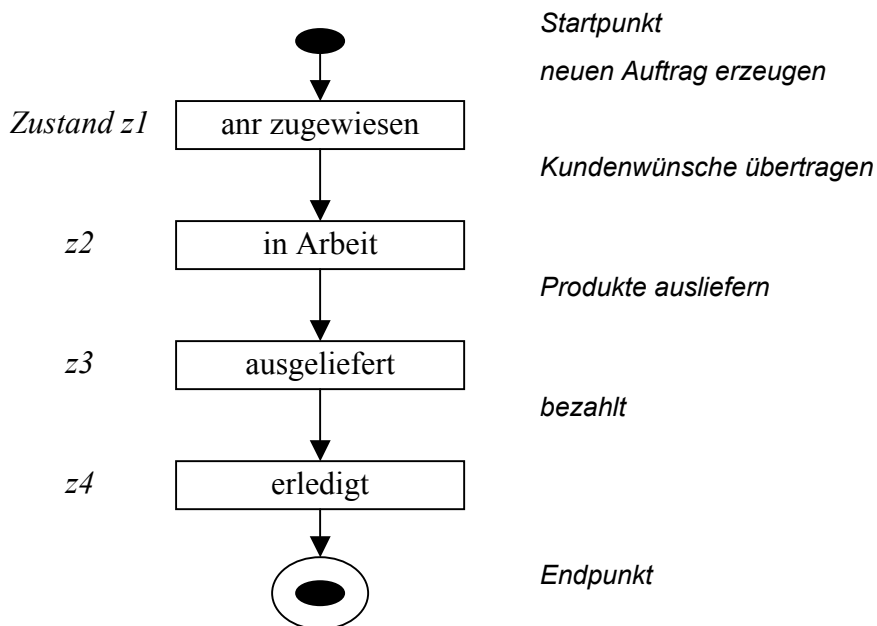 Startpunkt
neuen Auftrag erzeugen
Zustand z1
anr zugewiesen
Kundenwünsche übertragen
z2
in Arbeit
Produkte ausliefern
z3
ausgeliefert
bezahlt
z4
erledigt
Endpunkt